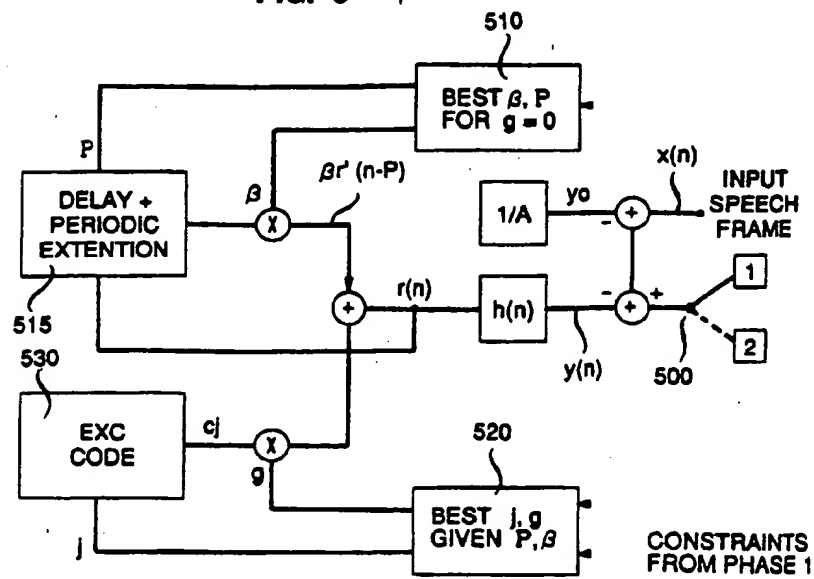 510
BEST β, P
FOR g = 0
P
DELAY +
PERIODIC
EXTENTION
515
β
X
βr' (n-P)
1/A
yo
-
+
x(n)
INPUT
SPEECH
FRAME
+
r(n)
h(n)
y(n)
-
+
+
500
1
2
530
EXC
CODE
cj
X
g
j
520
BEST j, g
GIVEN P, β
CONSTRAINTS
FROM PHASE 1